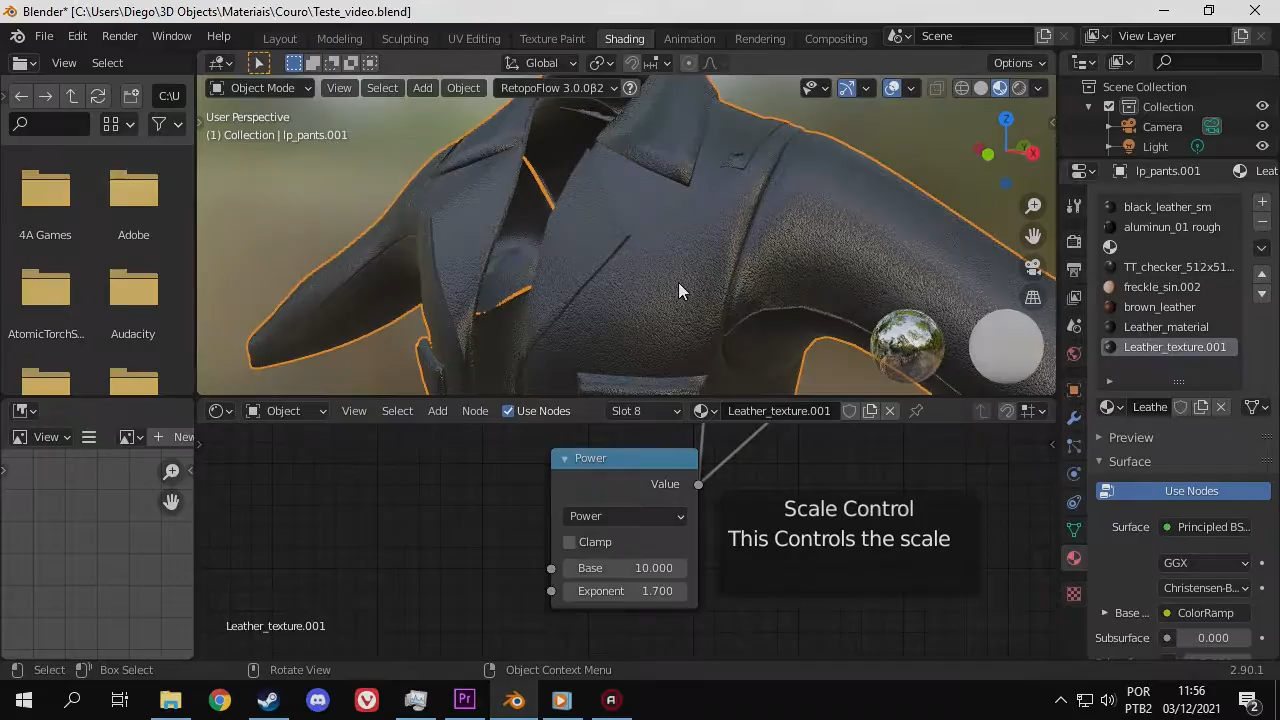 Blender* [C:\Users\Diego\3D Objects\Materiais\Couro\Teste_video.blend]
File Edit Render Window Help
Layout Modeling Sculpting UV Editing Texture Paint Shading Animation Rendering Compositing
Scene
View Layer
View Select
Global
Options
C:\U
Object Mode View Select Add Object RetopoFlow 3.0.0β2
User Perspective
(1) Collection | lp_pants.001
Z
Y
X
Scene Collection
Collection
Camera
Light
lp_pants.001
Leat
4A Games Adobe
AtomicTorchS... Audacity
black_leather_sm
aluminun_01 rough
TT_checker_512x51...
freckle_sin.002
brown_leather
Leather_material
Leather_texture.001
Leathe
Preview
Surface
Use Nodes
Surface Principled BS...
GGX
Christensen-B...
Base ... ColorRamp
Subsurface 0.000
Object View Select Add Node Use Nodes Slot 8 Leather_texture.001
View
New
Power
Value
Power
Clamp
Base 10.000
Exponent 1.700
Scale Control
This Controls the scale
Leather_texture.001
Select Box Select Rotate View Object Context Menu 2.90.1
Pr
POR
PTB2
11:56
03/12/2021
2